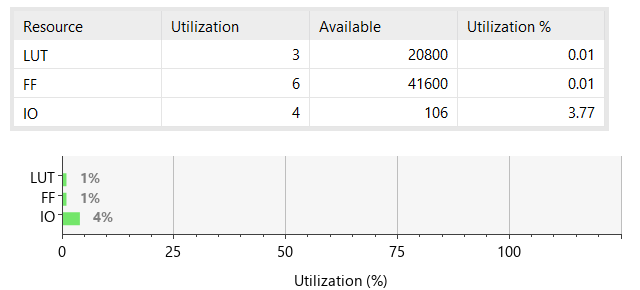 Resource Utilization Available Utilization %
LUT 3 20800 0.01
FF 6 41600 0.01
IO 4 106 3.77
LUT 1%
FF 1%
IO 4%
0 25 50 75 100
Utilization (%)